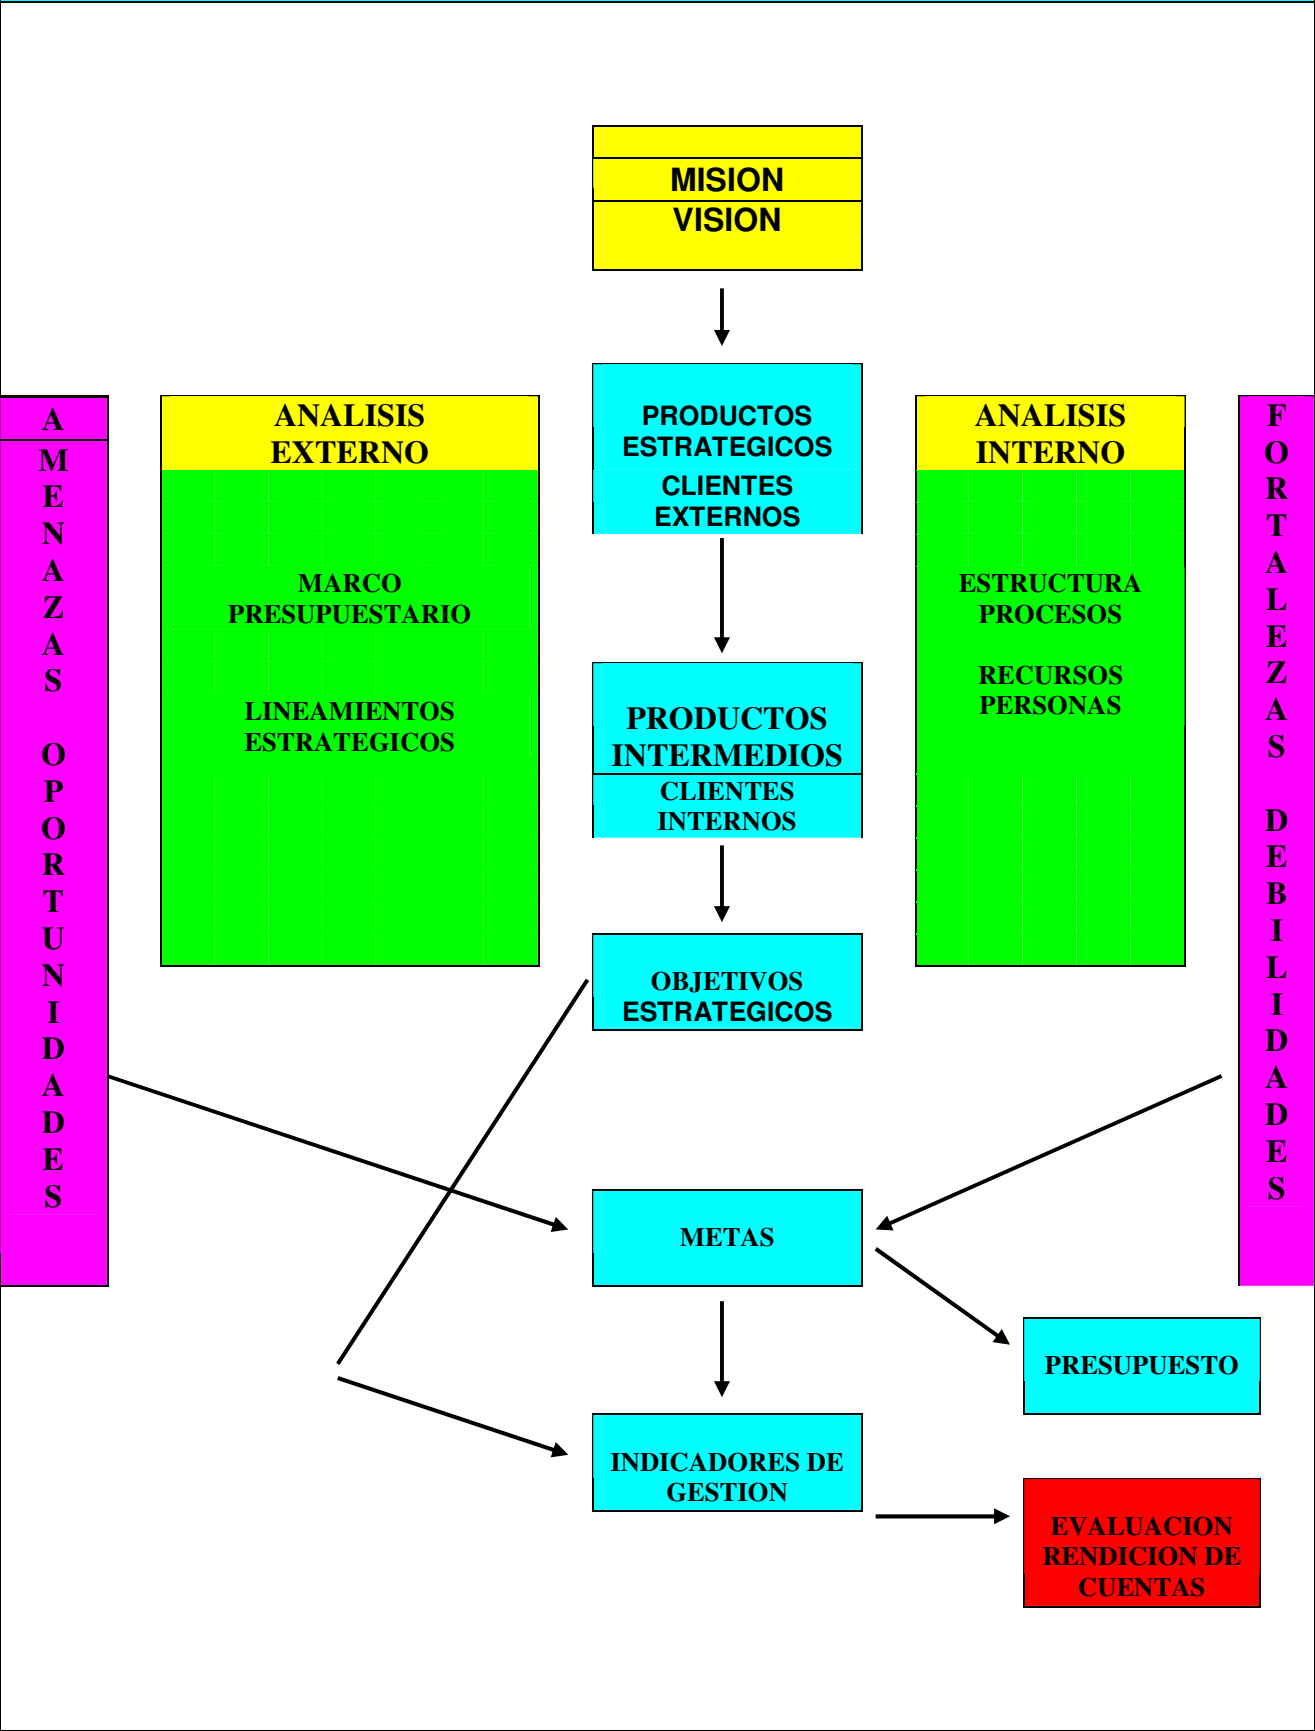 MISION
VISION
PRODUCTOS
ESTRATEGICOS
CLIENTES
EXTERNOS
A
M
E
N
A
Z
A
S
O
P
O
R
T
U
N
I
D
A
D
E
S
ANALISIS
EXTERNO
MARCO
PRESUPUESTARIO
LINEAMIENTOS
ESTRATEGICOS
ANALISIS
INTERNO
ESTRUCTURA
PROCESOS
RECURSOS
PERSONAS
F
O
R
T
A
L
E
Z
A
S
D
E
B
I
L
I
D
A
D
E
S
PRODUCTOS
INTERMEDIOS
CLIENTES
INTERNOS
OBJETIVOS
ESTRATEGICOS
METAS
PRESUPUESTO
INDICADORES DE
GESTION
EVALUACION
RENDICION DE
CUENTAS